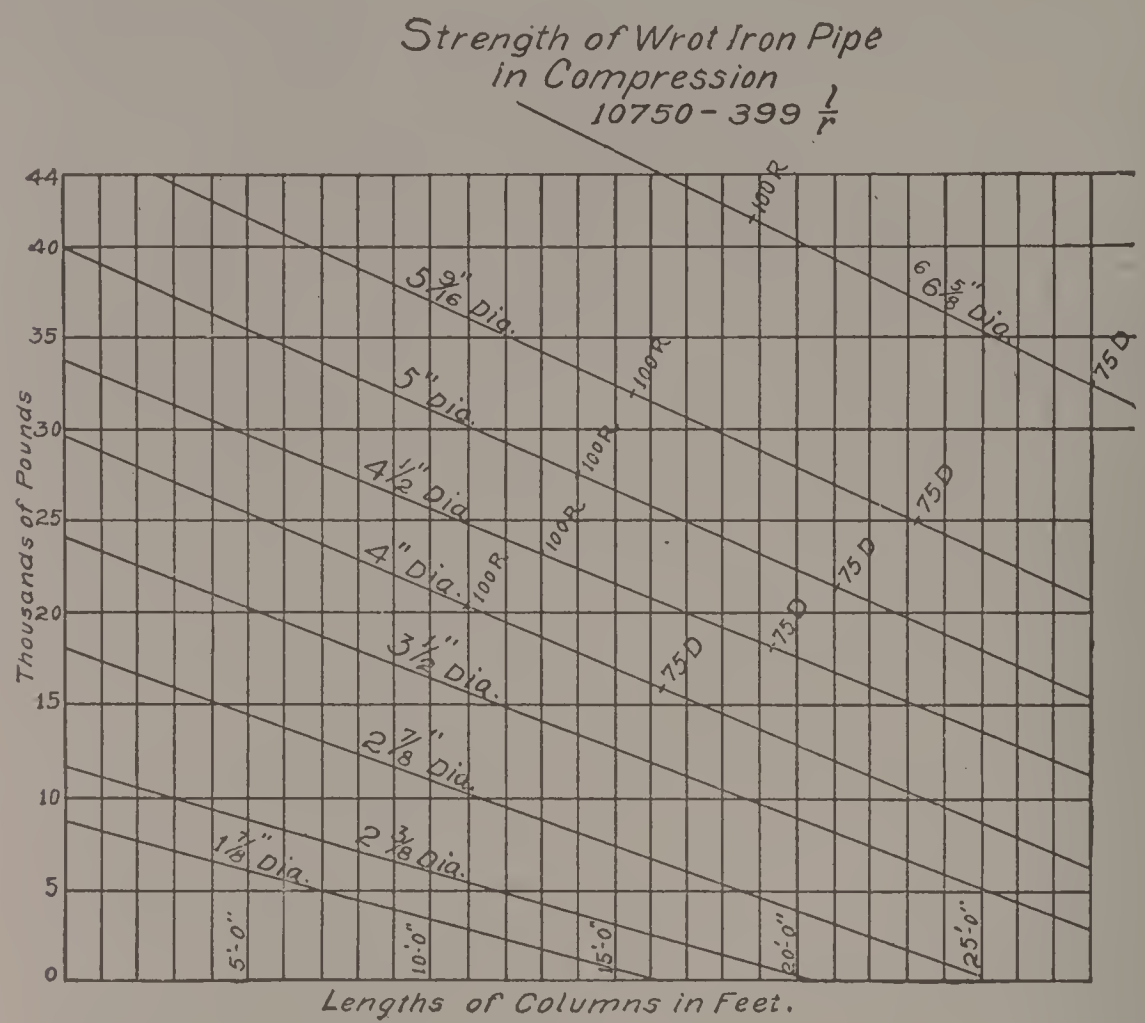 Strength of Wrot Iron Pipe
in Compression
10750 - 399 l/r
44
40
35
30
25
20
15
10
5
0
Thousands of Pounds
100R
6 6 5/8" Dia.
75D
5 9/16" Dia.
100R
75D
5" Dia.
100R
75D
4 1/2" Dia.
100R
75D
4" Dia.
100R
75D
3 1/2" Dia.
2 7/8" Dia.
2 3/8 Dia.
1 7/8" Dia.
5'-0"
10'-0"
15'-0"
20'-0"
25'-0"
Lengths of Columns in Feet.